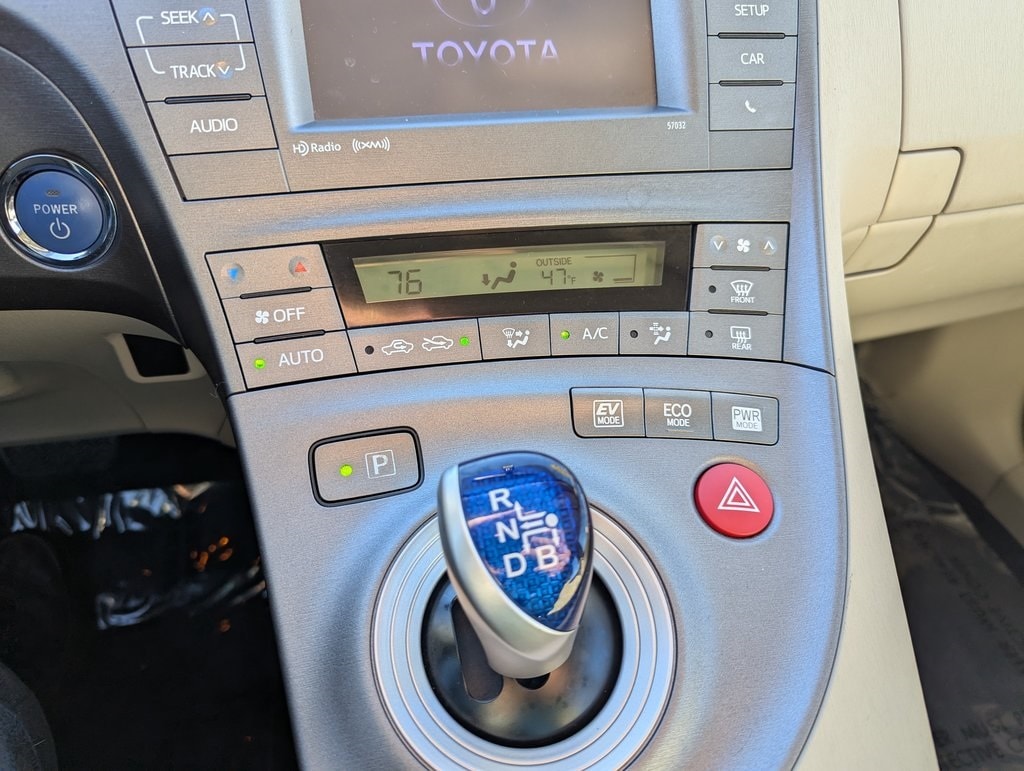 SEEK
TRACK
AUDIO
TOYOTA
HD Radio ((XM))
57032
SETUP
CAR
POWER
OFF
AUTO
76
OUTSIDE
47°F
A/C
FRONT
REAR
EV
MODE
ECO
MODE
PWR
MODE
P
R
N
D B